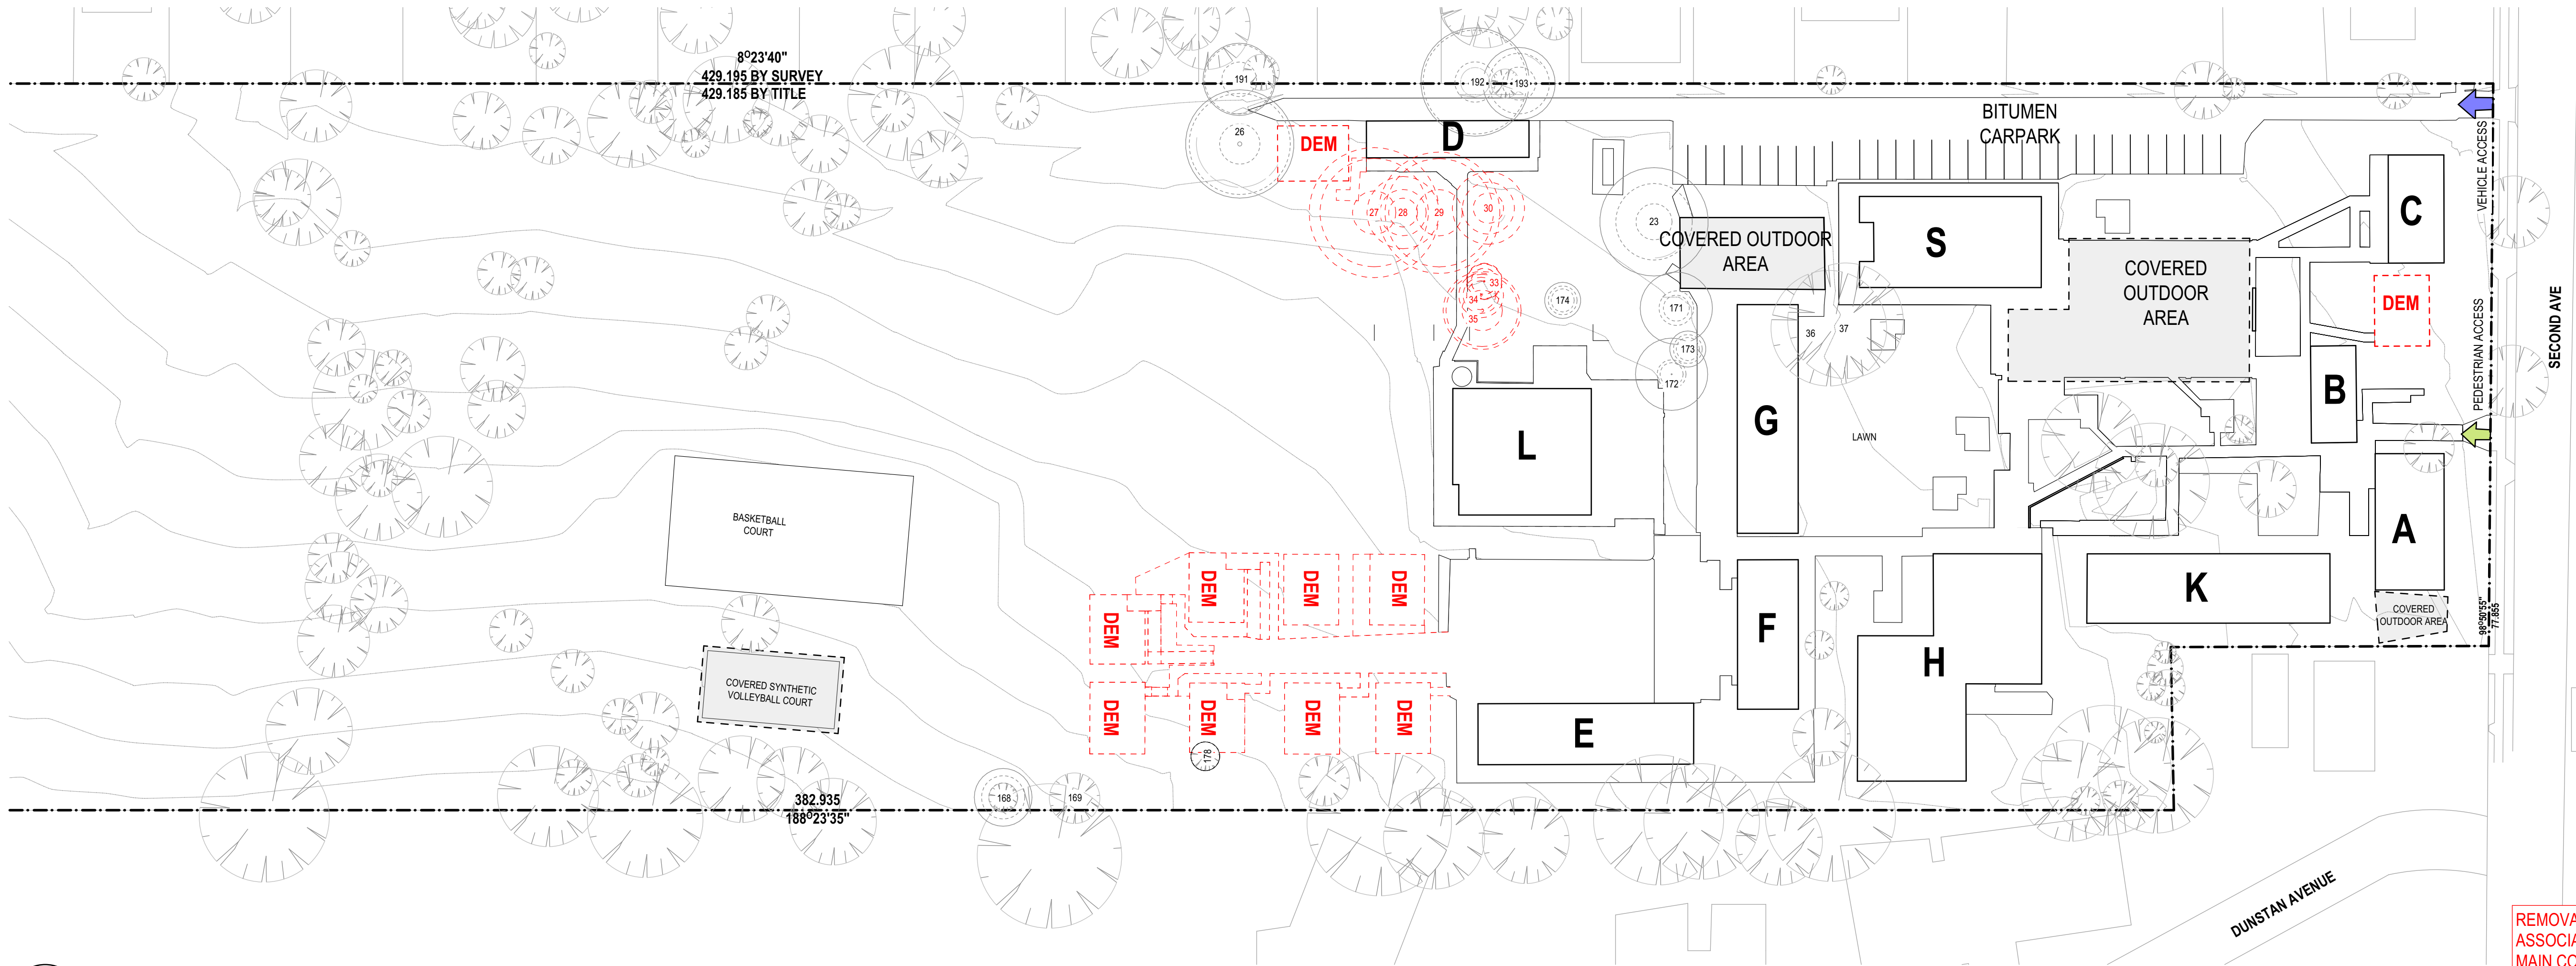 8°23'40"
429.195 BY SURVEY
429.185 BY TITLE
191
192
193
26
DEM
D
BITUMEN
CARPARK
VEHICLE ACCESS
27
28
29
30
23
COVERED OUTDOOR
AREA
S
C
COVERED
OUTDOOR
AREA
DEM
33
34
35
174
171
173
172
36
37
PEDESTRIAN ACCESS
SECOND AVE
B
L
G
LAWN
BASKETBALL
COURT
A
DEM
DEM
DEM
DEM
F
H
K
COVERED
OUTDOOR AREA
98°50'55"
77.855
COVERED SYNTHETIC
VOLLEYBALL COURT
DEM
DEM
DEM
DEM
E
178
168
169
382.935
188°23'35"
DUNSTAN AVENUE
REMOVA
ASSOCIA
MAIN CO